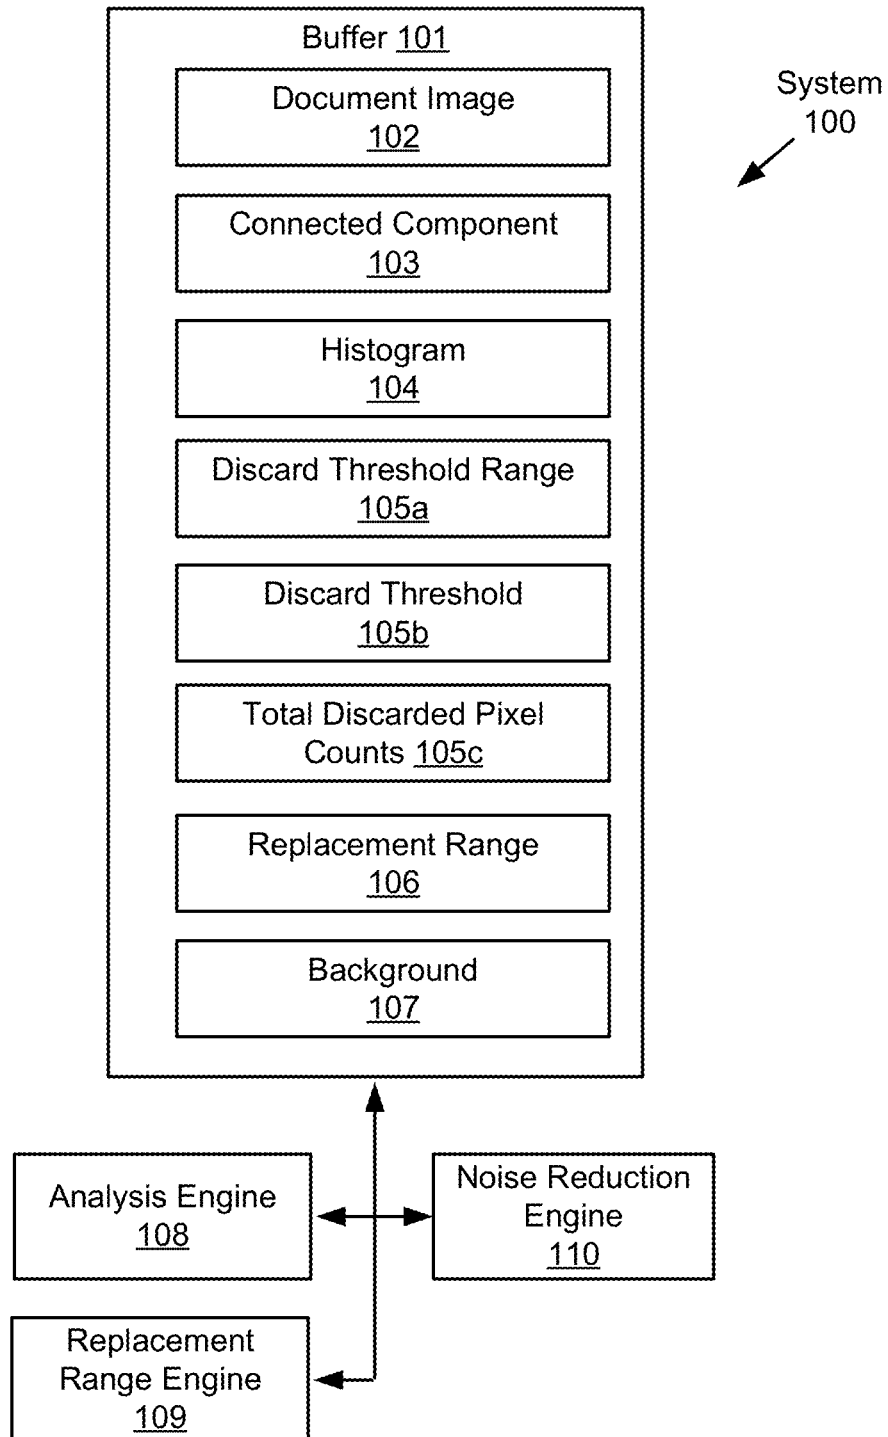 Buffer 101
System
100
Document Image
102
Connected Component
103
Histogram
104
Discard Threshold Range
105a
Discard Threshold
105b
Total Discarded Pixel
Counts 105c
Replacement Range
106
Background
107
Analysis Engine
108
Noise Reduction
Engine
110
Replacement
Range Engine
109